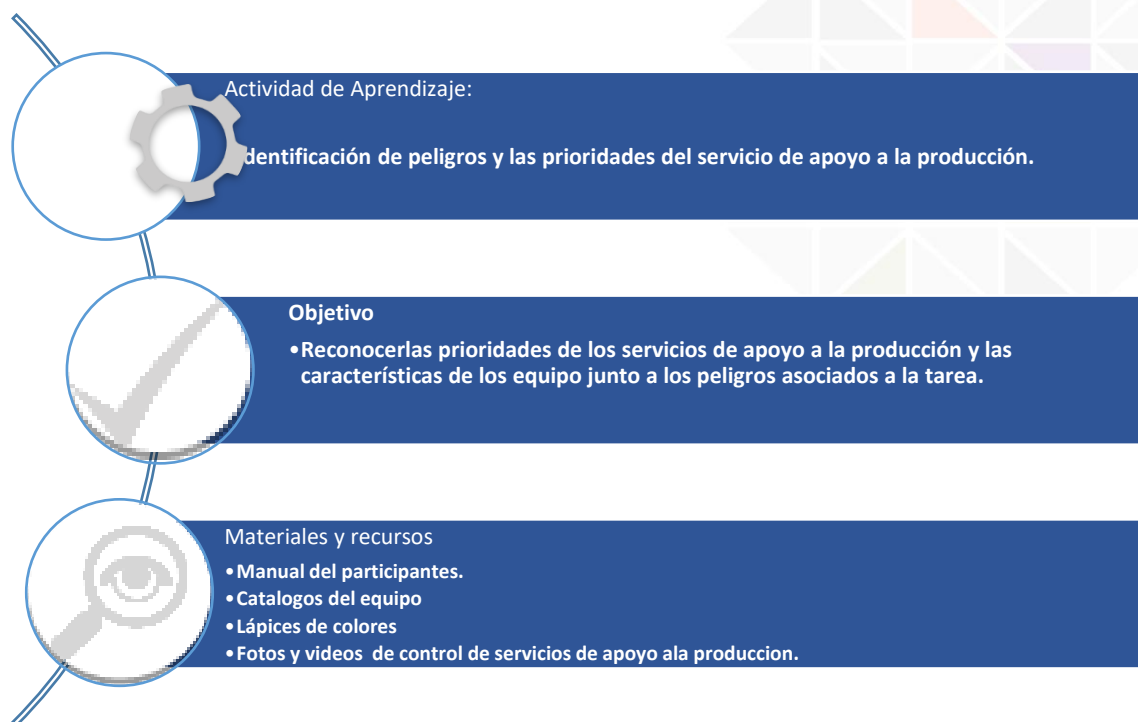 Actividad de Aprendizaje:
dentificación de peligros y las prioridades del servicio de apoyo a la producción.
Objetivo
•Reconocerlas prioridades de los servicios de apoyo a la producción y las
características de los equipo junto a los peligros asociados a la tarea.
Materiales y recursos
•Manual del participantes.
•Catalogos del equipo
•Lápices de colores
•Fotos y videos de control de servicios de apoyo ala produccion.